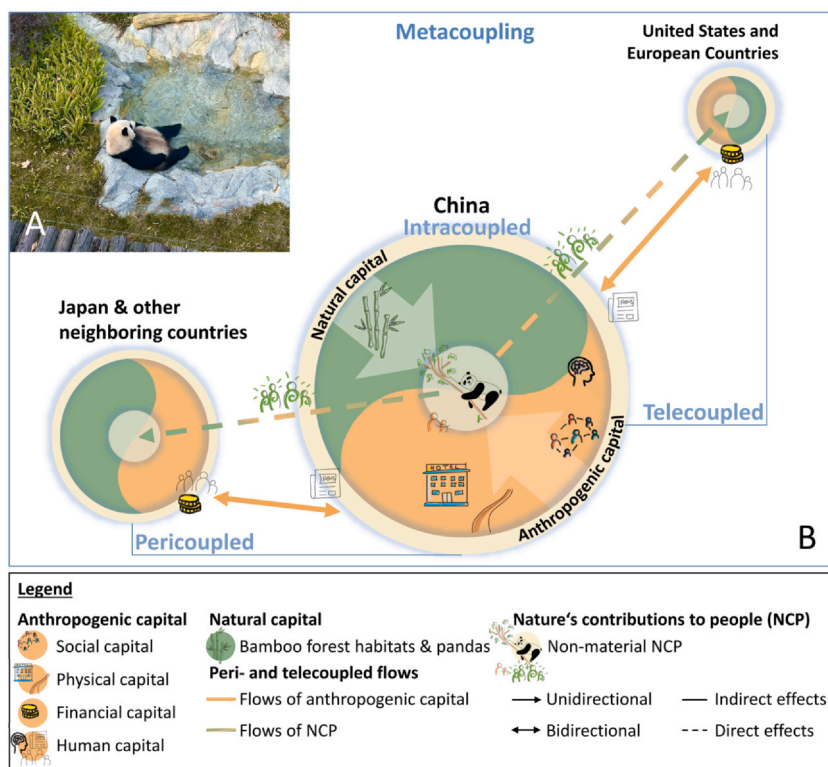 Metacoupling
United States and
European Countries
A
China
Intracoupled
Natural capital
Japan & other
neighboring countries
HOTEL
Telecoupled
Anthropogenic capital
Pericoupled
B
Legend
Anthropogenic capital
Social capital
Physical capital
Financial capital
Human capital
Natural capital
Bamboo forest habitats & pandas
Peri- and telecoupled flows
Flows of anthropogenic capital
Flows of NCP
Nature‘s contributions to people (NCP)
Non-material NCP
Unidirectional
Bidirectional
Indirect effects
Direct effects